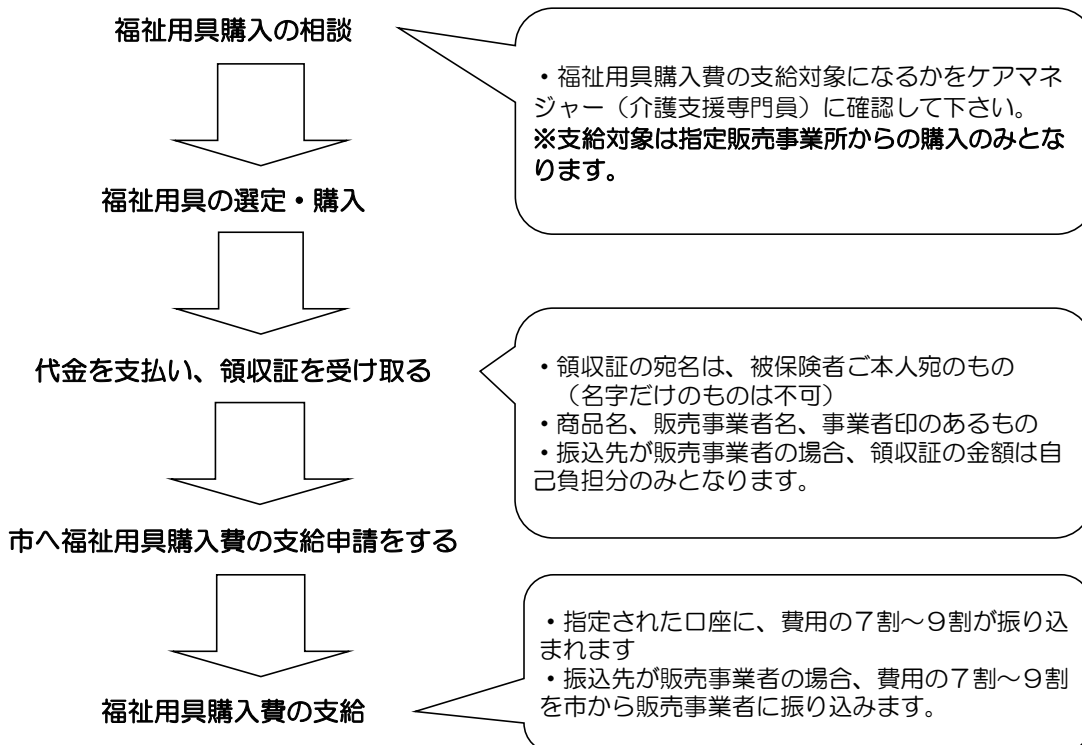 福祉用具購入の相談
・福祉用具購入費の支給対象になるかをケアマネ
ジャー（介護支援専門員）に確認して下さい。
※支給対象は指定販売事業所からの購入のみとな
ります。
福祉用具の選定・購入
代金を支払い、領収証を受け取る
・領収証の宛名は、被保険者ご本人宛のもの
（名字だけのものは不可）
・商品名、販売事業者名、事業者印のあるもの
・振込先が販売事業者の場合、領収証の金額は自
己負担分のみとなります。
市へ福祉用具購入費の支給申請をする
・指定された口座に、費用の７割～９割が振り込
まれます
・振込先が販売事業者の場合、費用の７割～９割
を市から販売事業者に振り込みます。
福祉用具購入費の支給